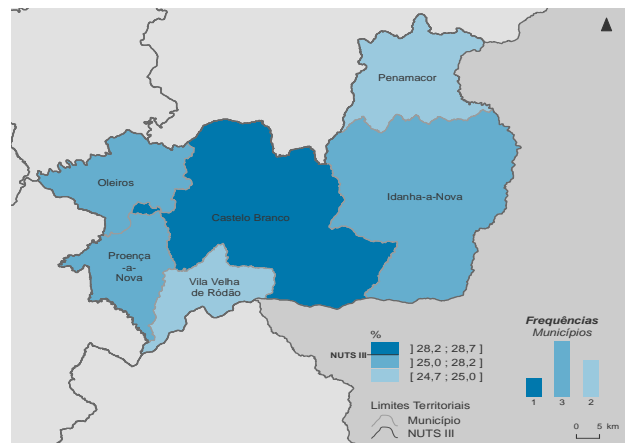 Penamacor
Oleiros
Idanha-a-Nova
Castelo Branco
Proença
-a-
Nova
Vila Velha
de Ródão
%
NUTS III
] 28,2 ; 28,7 ]
] 25,0 ; 28,2 ]
[ 24,7 ; 25,0 ]
Limites Territoriais
Município
NUTS III
Frequências
Municípios
1 3 2
0 5 km